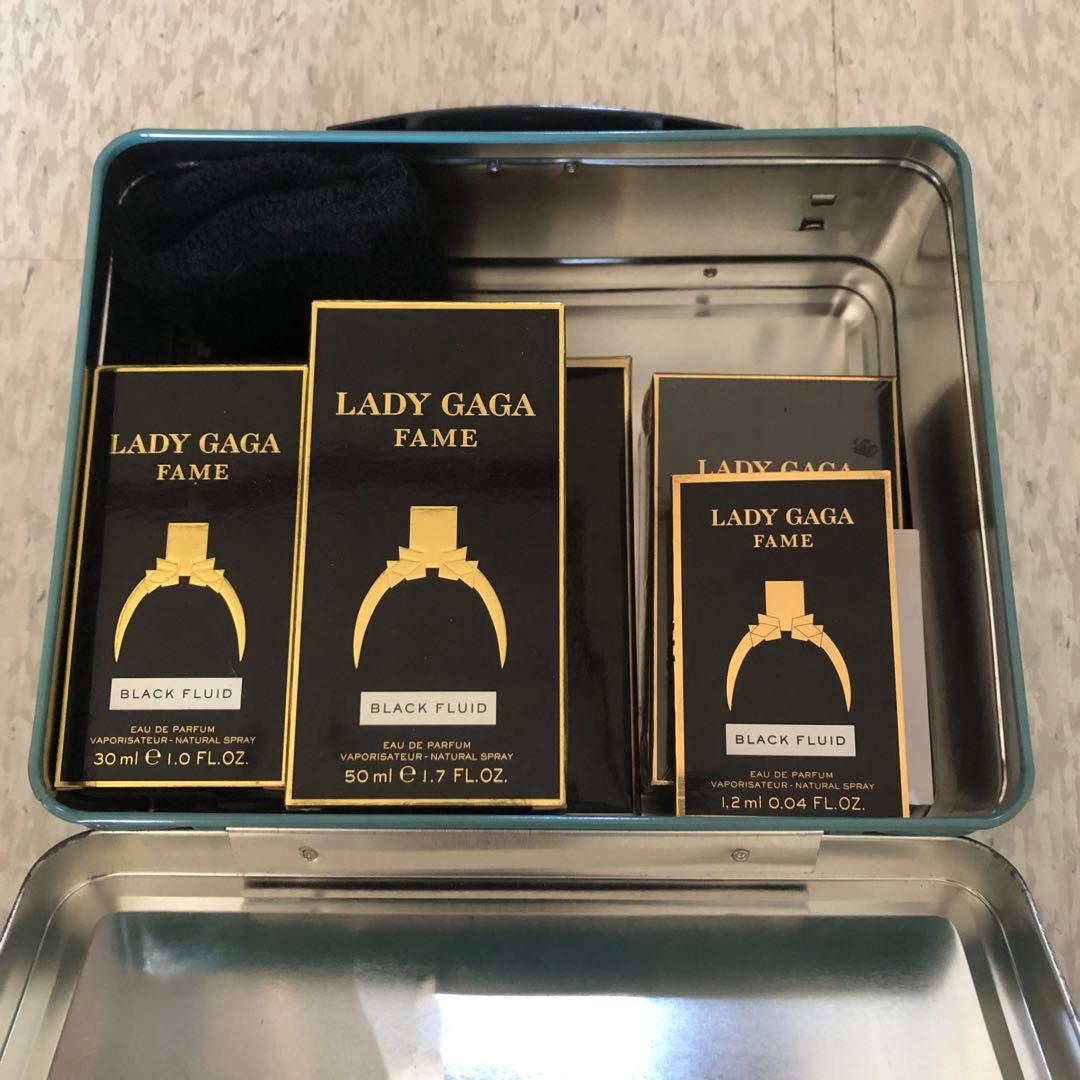 LADY GAGA
FAME
BLACK FLUID
EAU DE PARFUM
VAPORISATEUR - NATURAL SPRAY
30 ml e 1.0 FL.OZ.
LADY GAGA
FAME
BLACK FLUID
EAU DE PARFUM
VAPORISATEUR - NATURAL SPRAY
50 ml e 1.7 FL.OZ.
LADY GAGA
LADY GAGA
FAME
BLACK FLUID
EAU DE PARFUM
VAPORISATEUR - NATURAL SPRAY
1.2 ml 0.04 FL.OZ.